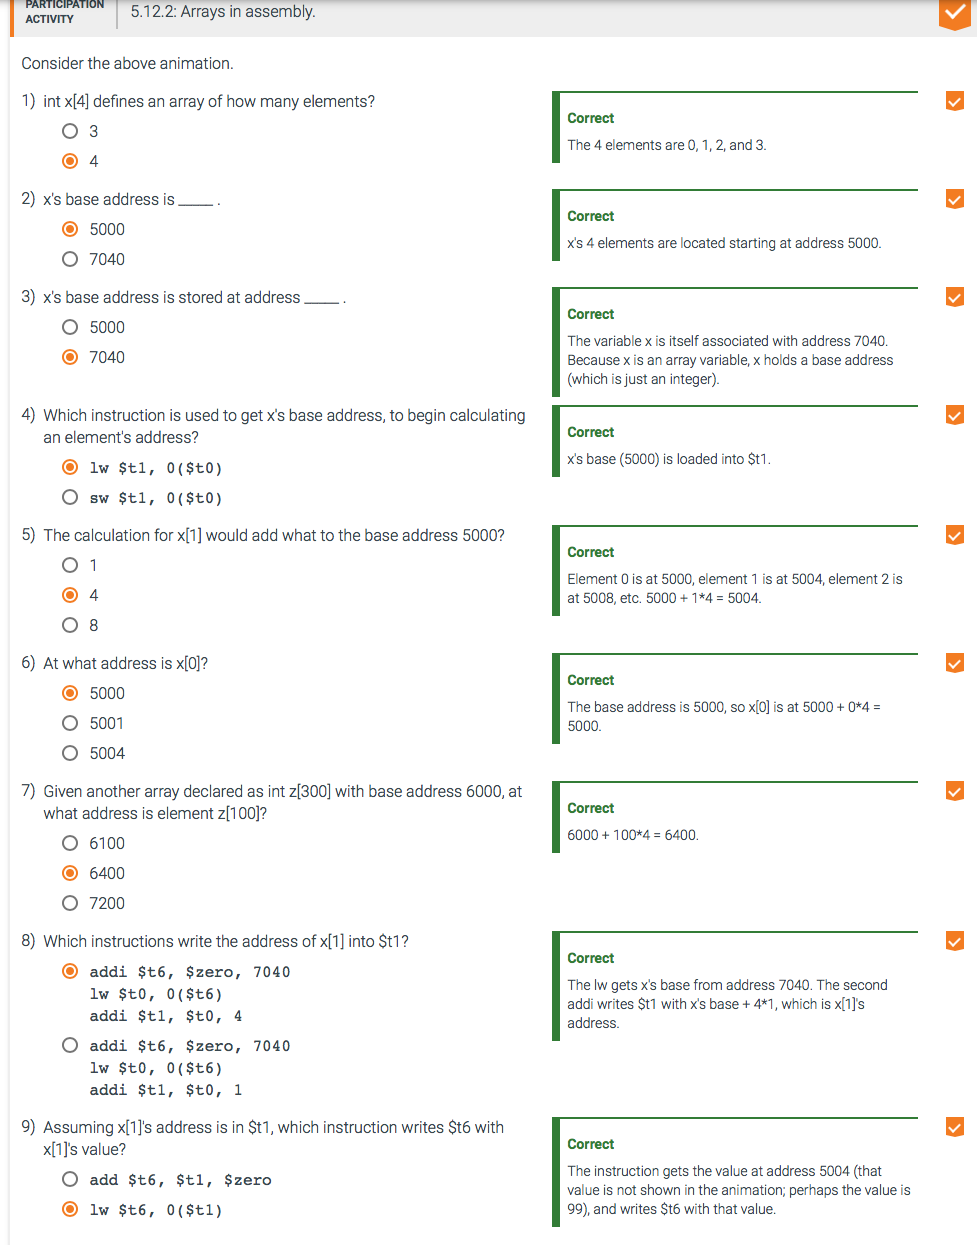 PARTICIPATION
ACTIVITY
5.12.2: Arrays in assembly.
Consider the above animation.
1) int x[4] defines an array of how many elements?
3
4
Correct
The 4 elements are 0, 1, 2, and 3.
2) x's base address is _____ .
5000
7040
Correct
x's 4 elements are located starting at address 5000.
3) x's base address is stored at address _____ .
5000
7040
Correct
The variable x is itself associated with address 7040.
Because x is an array variable, x holds a base address
(which is just an integer).
4) Which instruction is used to get x's base address, to begin calculating
an element's address?
lw $t1, 0($t0)
sw $t1, 0($t0)
Correct
x's base (5000) is loaded into $t1.
5) The calculation for x[1] would add what to the base address 5000?
1
4
8
Correct
Element 0 is at 5000, element 1 is at 5004, element 2 is
at 5008, etc. 5000 + 1*4 = 5004.
6) At what address is x[0]?
5000
5001
5004
Correct
The base address is 5000, so x[0] is at 5000 + 0*4 =
5000.
7) Given another array declared as int z[300] with base address 6000, at
what address is element z[100]?
6100
6400
7200
Correct
6000 + 100*4 = 6400.
8) Which instructions write the address of x[1] into $t1?
addi $t6, $zero, 7040
lw $t0, 0($t6)
addi $t1, $t0, 4
addi $t6, $zero, 7040
lw $t0, 0($t6)
addi $t1, $t0, 1
Correct
The lw gets x's base from address 7040. The second
addi writes $t1 with x's base + 4*1, which is x[1]'s
address.
9) Assuming x[1]'s address is in $t1, which instruction writes $t6 with
x[1]'s value?
add $t6, $t1, $zero
lw $t6, 0($t1)
Correct
The instruction gets the value at address 5004 (that
value is not shown in the animation; perhaps the value is
99), and writes $t6 with that value.